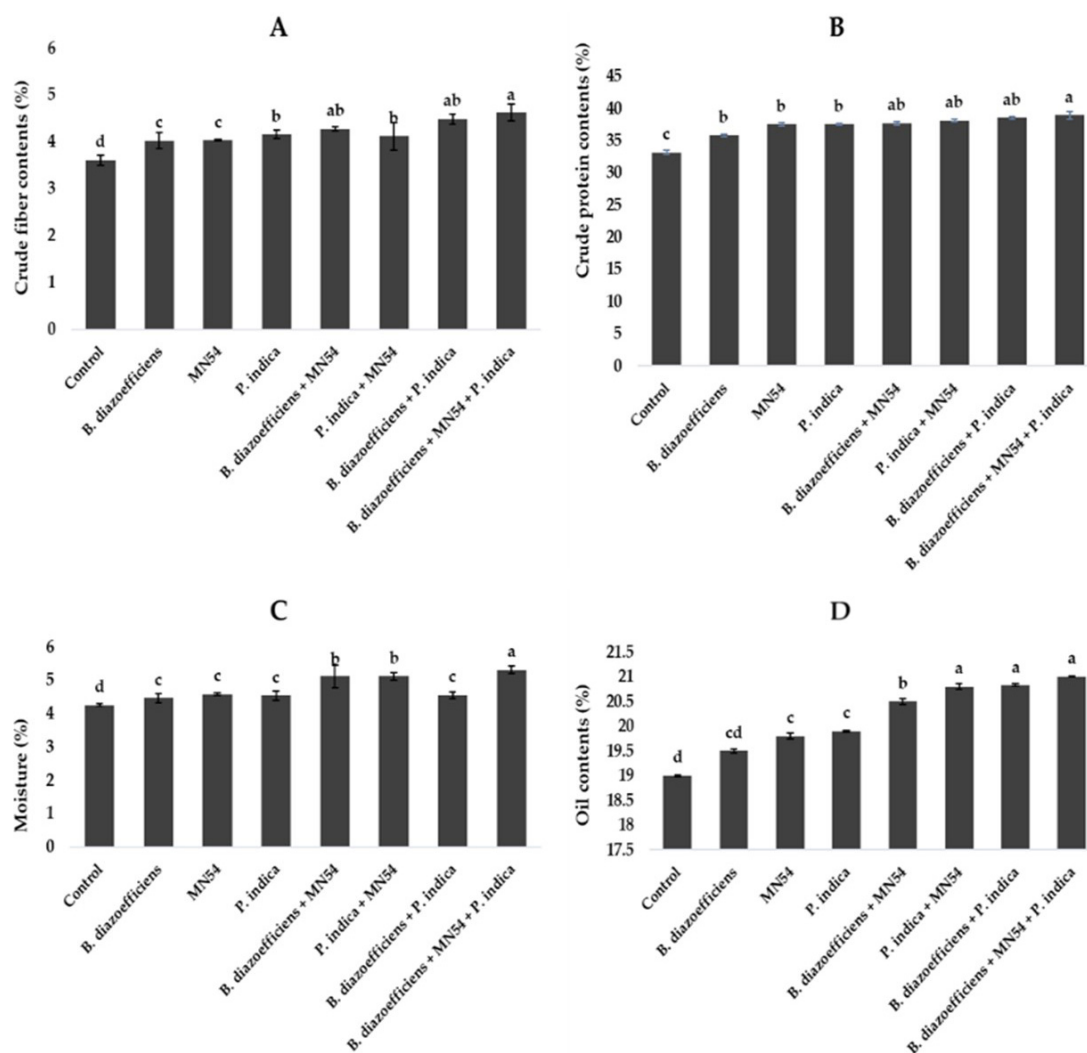 A
Crude fiber contents (%)
6
5
4
3
2
1
0
d
c
c
b
ab
b
ab
a
Control
B. diazoefficiens
MN54
P. indica
B. diazoefficiens + MN54
P. indica + MN54
B. diazoefficiens + P. indica
B. diazoefficiens + MN54 + P. indica
B
Crude protein contents (%)
45
40
35
30
25
20
15
10
5
0
c
b
b
b
ab
ab
ab
a
Control
B. diazoefficiens
MN54
P. indica
B. diazoefficiens + MN54
P. indica + MN54
B. diazoefficiens + P. indica
B. diazoefficiens + MN54 + P. indica
C
Moisture (%)
6
5
4
3
2
1
0
d
c
c
c
b
b
c
a
Control
B. diazoefficiens
MN54
P. indica
B. diazoefficiens + MN54
P. indica + MN54
B. diazoefficiens + P. indica
B. diazoefficiens + MN54 + P. indica
D
Oil contents (%)
21.5
21
20.5
20
19.5
19
18.5
18
17.5
d
cd
c
c
b
a
a
a
Control
B. diazoefficiens
MN54
P. indica
B. diazoefficiens + MN54
P. indica + MN54
B. diazoefficiens + P. indica
B. diazoefficiens + MN54 + P. indica